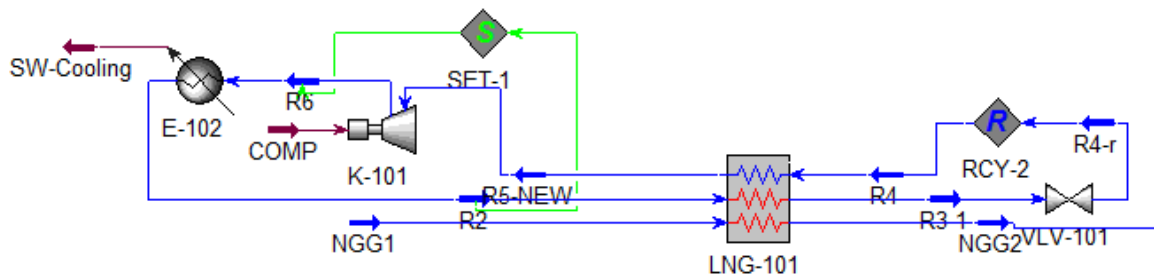 S
SW-Cooling
R6
SET-1
E-102
COMP
K-101
R
R4-r
RCY-2
R5-NEW
R2
R4
R3 1
NGG1
NGG2
VLV-101
LNG-101